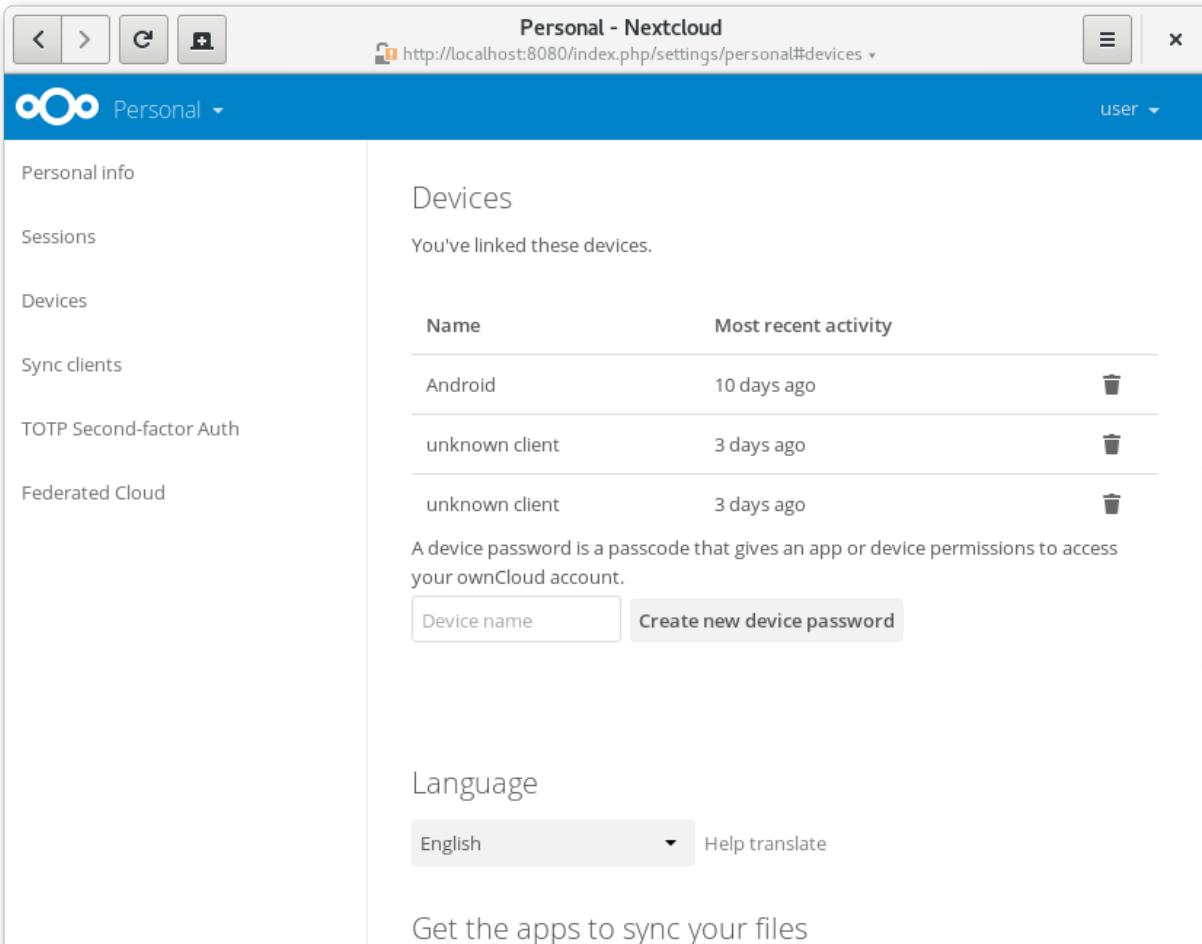 Personal - Nextcloud
http://localhost:8080/index.php/settings/personal#devices
Personal
user
Personal info
Sessions
Devices
Sync clients
TOTP Second-factor Auth
Federated Cloud
Devices
You've linked these devices.
Name Most recent activity
Android 10 days ago
unknown client 3 days ago
unknown client 3 days ago
A device password is a passcode that gives an app or device permissions to access
your ownCloud account.
Device name Create new device password
Language
English Help translate
Get the apps to sync your files